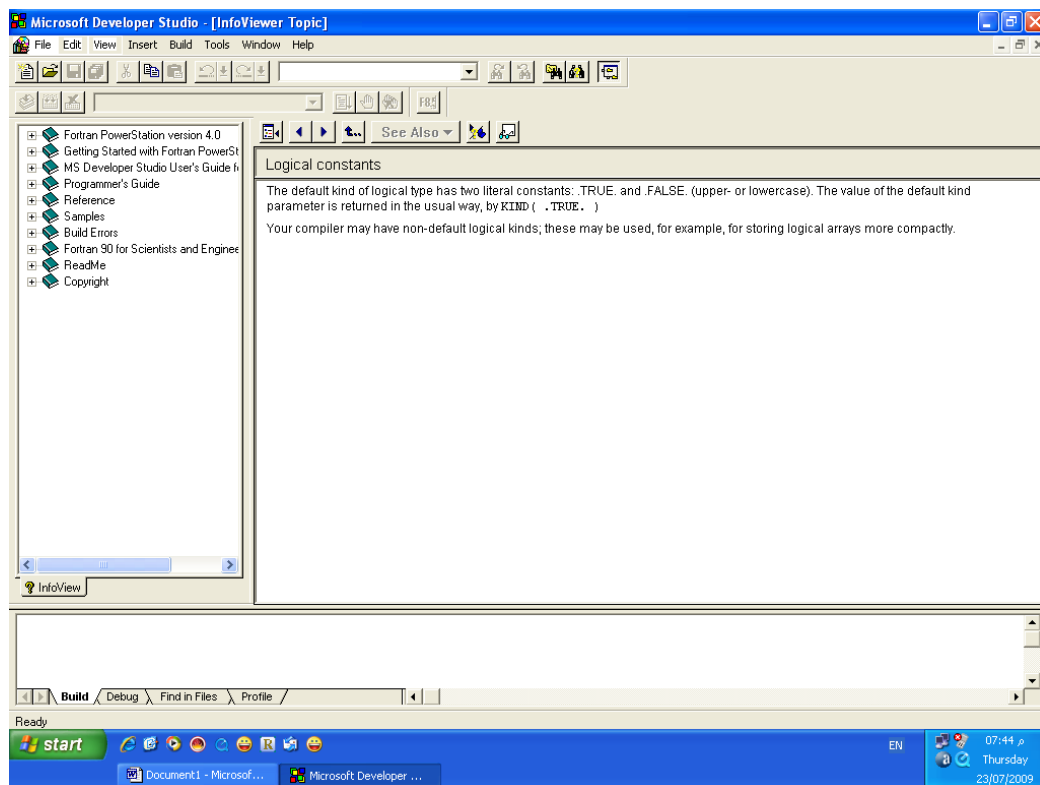 Microsoft Developer Studio - [InfoViewer Topic]
File Edit View Insert Build Tools Window Help
See Also
Fortran PowerStation version 4.0
Getting Started with Fortran PowerSt
MS Developer Studio User's Guide f
Programmer's Guide
Reference
Samples
Build Errors
Fortran 90 for Scientists and Enginee
ReadMe
Copyright
InfoView
Logical constants
The default kind of logical type has two literal constants: .TRUE. and .FALSE. (upper- or lowercase). The value of the default kind
parameter is returned in the usual way, by KIND( .TRUE. )
Your compiler may have non-default logical kinds; these may be used, for example, for storing logical arrays more compactly.
Build Debug Find in Files Profile
Ready
start
EN
07:44 م
Thursday
23/07/2009
Document1 - Microsof...
Microsoft Developer ...